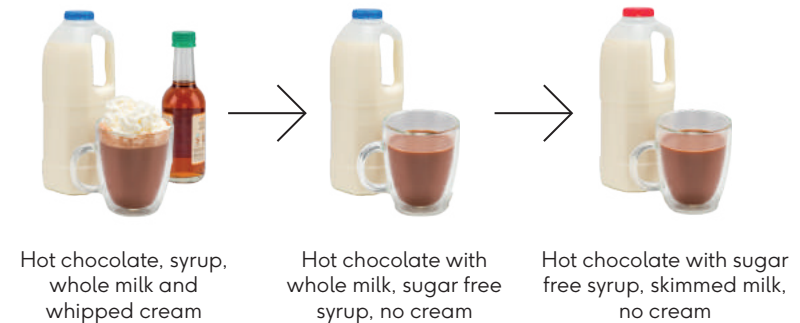 Hot chocolate, syrup,
whole milk and
whipped cream
Hot chocolate with
whole milk, sugar free
syrup, no cream
Hot chocolate with sugar
free syrup, skimmed milk,
no cream